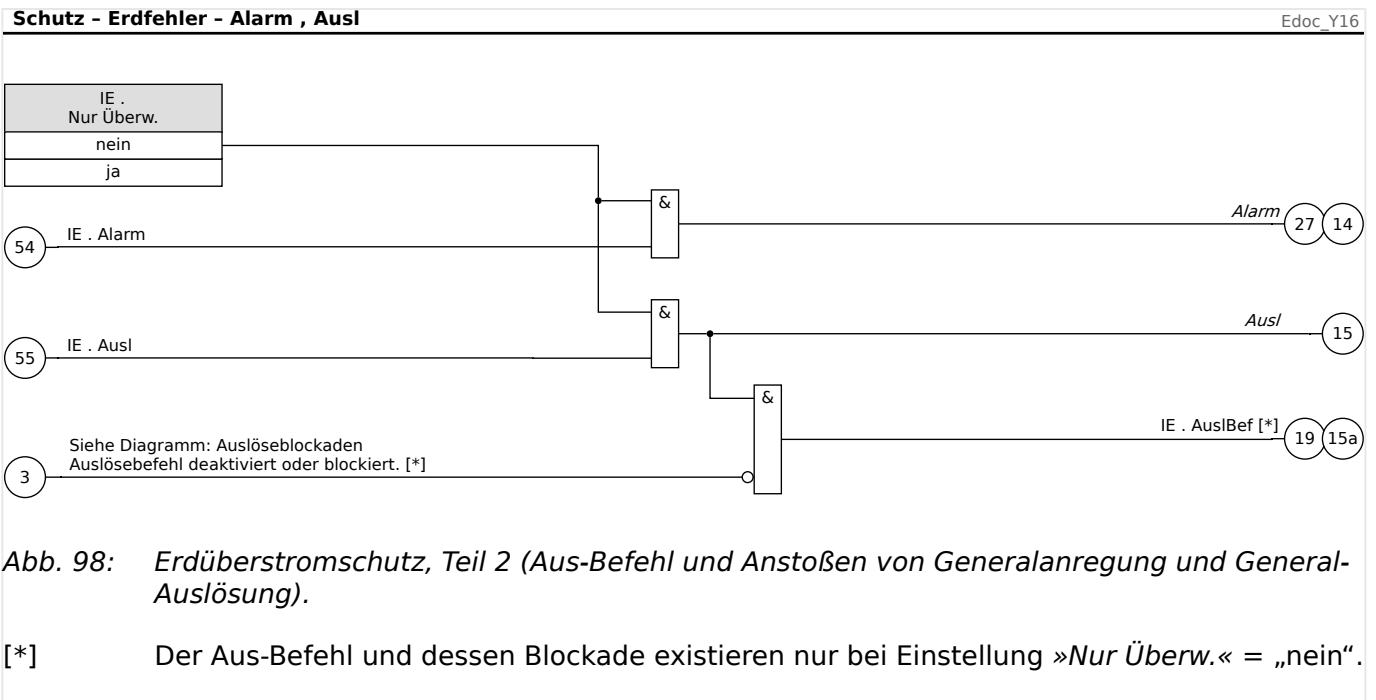 Schutz – Erdfehler – Alarm , Ausl
Edoc_Y16
IE .
Nur Überw.
nein
ja
&
Alarm
27
14
54
IE . Alarm
&
Ausl
15
55
IE . Ausl
&
IE . AuslBef [*]
19
15a
Siehe Diagramm: Auslöseblockaden
Auslösebefehl deaktiviert oder blockiert. [*]
3
Abb. 98: Erdüberstromschutz, Teil 2 (Aus-Befehl und Anstoßen von Generalanregung und General-
Auslösung).
[*] Der Aus-Befehl und dessen Blockade existieren nur bei Einstellung »Nur Überw.« = „nein“.